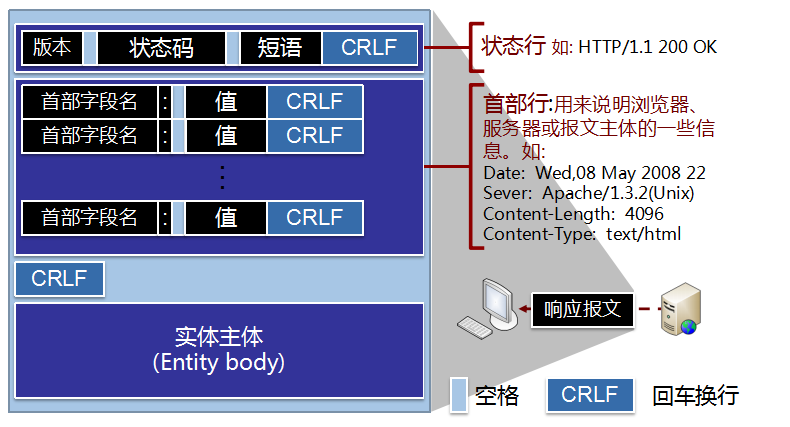 版本 状态码 短语 CRLF
状态行 如: HTTP/1.1 200 OK
首部字段名 : 值 CRLF
首部字段名 : 值 CRLF
⋮
首部字段名 : 值 CRLF
首部行:用来说明浏览器、
服务器或报文主体的一些信
息。如:
Date: Wed,08 May 2008 22
Sever: Apache/1.3.2(Unix)
Content-Length: 4096
Content-Type: text/html
CRLF
实体主体
(Entity body)
响应报文
空格 CRLF 回车换行